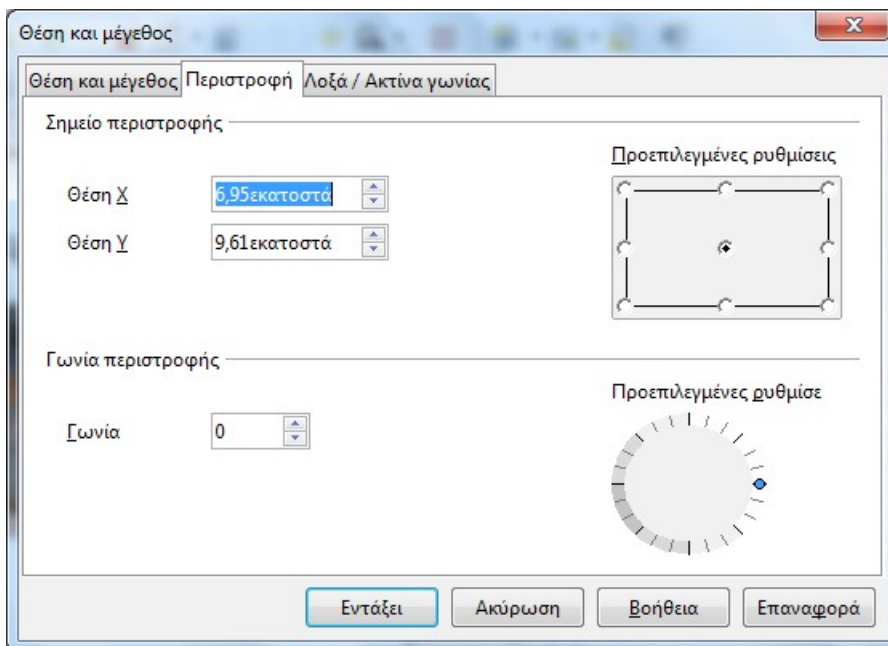 Θέση και μέγεθος
Θέση και μέγεθος Περιστροφή Λοξά / Ακτίνα γωνίας
Σημείο περιστροφής
Προεπιλεγμένες ρυθμίσεις
Θέση X 6,95εκατοστά
Θέση Y 9,61εκατοστά
Γωνία περιστροφής
Προεπιλεγμένες ρυθμίσε
Γωνία 0
Εντάξει Ακύρωση Βοήθεια Επαναφορά